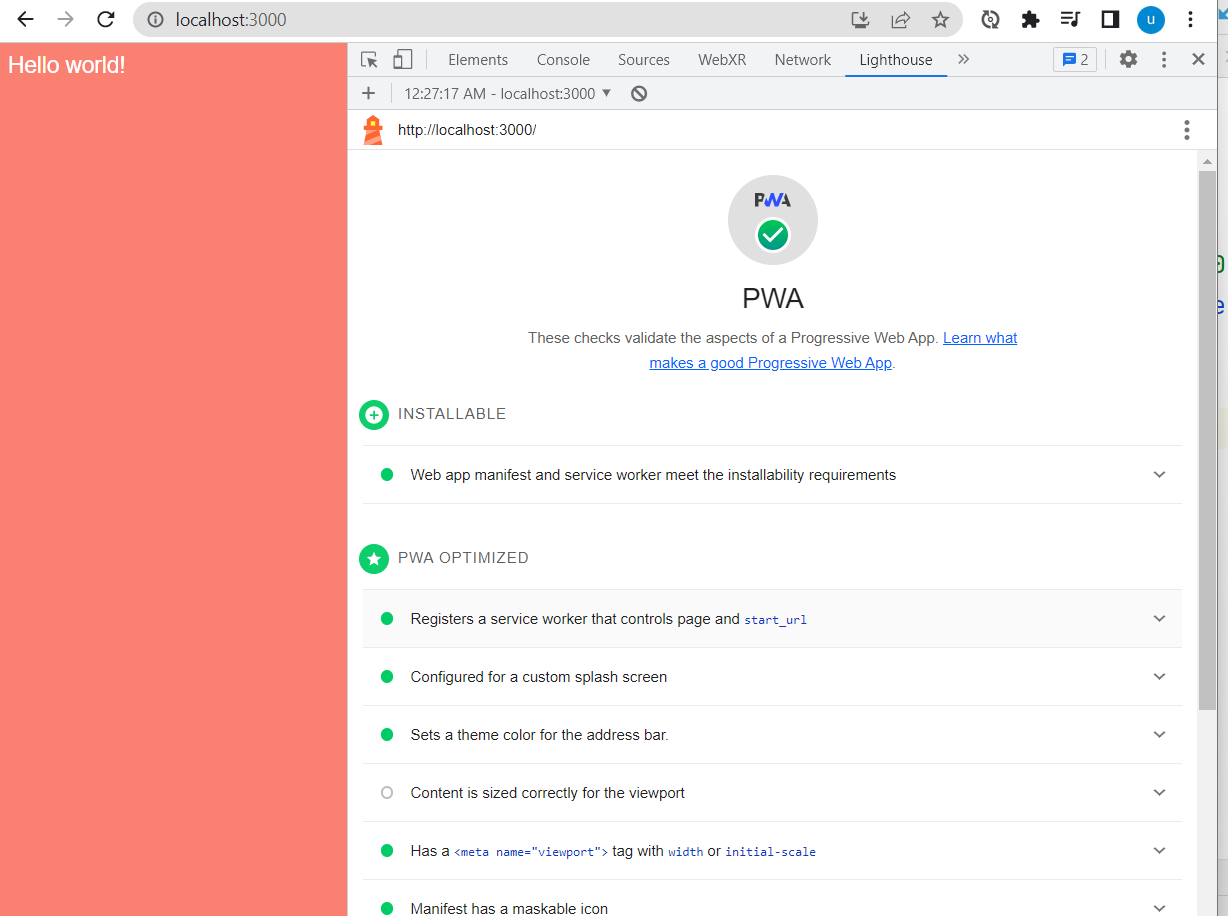 localhost:3000
u
Hello world!
Elements Console Sources WebXR Network Lighthouse » 2
12:27:17 AM - localhost:3000
http://localhost:3000/
PWA
PWA
These checks validate the aspects of a Progressive Web App. Learn what
makes a good Progressive Web App.
INSTALLABLE
Web app manifest and service worker meet the installability requirements
PWA OPTIMIZED
Registers a service worker that controls page and start_url
Configured for a custom splash screen
Sets a theme color for the address bar.
Content is sized correctly for the viewport
Has a <meta name="viewport"> tag with width or initial-scale
Manifest has a maskable icon